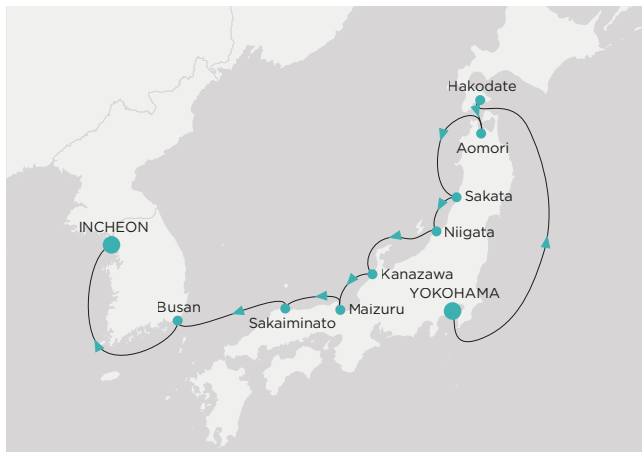 Hakodate
Aomori
Sakata
INCHEON
Niigata
Kanazawa
YOKOHAMA
Busan
Maizuru
Sakaiminato